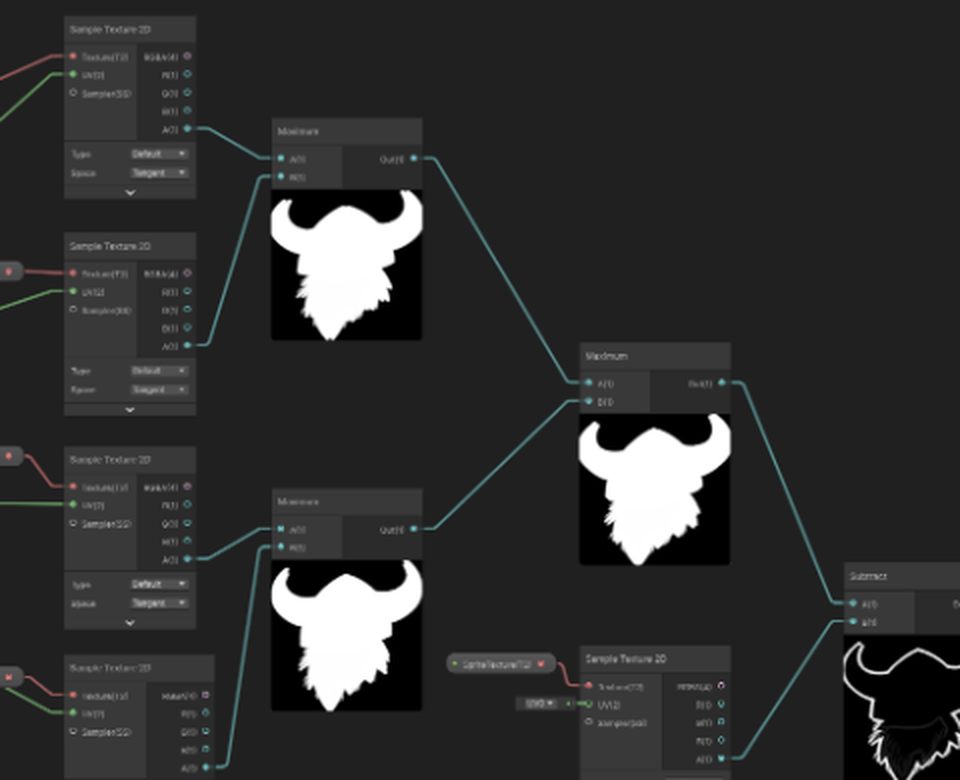 Sample Texture 2D
Texture(T2) RGBA(4)
UV(2) R(1)
Sampler(SS) G(1)
B(1)
A(1)
Type Default
Space Tangent
Maximum
A(1) Out(1)
B(1)
Sample Texture 2D
Texture(T2) RGBA(4)
UV(2) R(1)
Sampler(SS) G(1)
B(1)
A(1)
Type Default
Space Tangent
Maximum
A(1) Out(1)
B(1)
Sample Texture 2D
Texture(T2) RGBA(4)
UV(2) R(1)
Sampler(SS) G(1)
B(1)
A(1)
Type Default
Space Tangent
Maximum
A(1) Out(1)
B(1)
Subtract
A(1)
B(1)
Sample Texture 2D
Texture(T2) RGBA(4)
UV(2) R(1)
Sampler(SS) G(1)
B(1)
A(1)
SpriteTexture(T2)
UV0
Sample Texture 2D
Texture(T2) RGBA(4)
UV(2) R(1)
Sampler(SS) G(1)
B(1)
A(1)